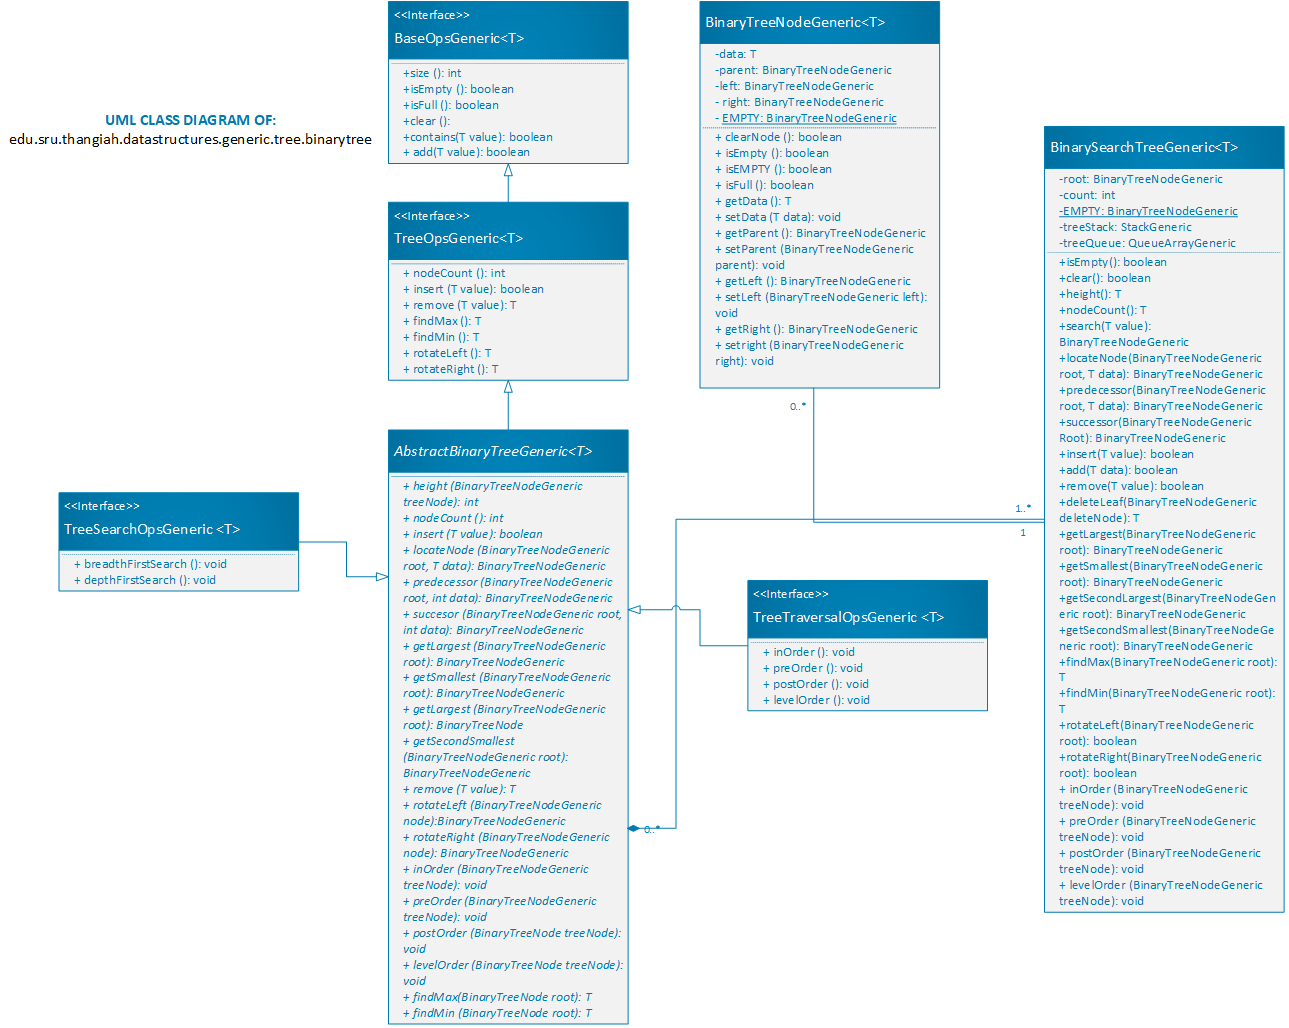 UML CLASS DIAGRAM OF:
edu.sru.thangiah.datastructures.generic.tree.binarytree
<<Interface>>
BaseOpsGeneric<T>
+size (): int
+isEmpty (): boolean
+isFull (): boolean
+clear ():
+contains(T value): boolean
+ add(T value): boolean
<<Interface>>
TreeOpsGeneric<T>
+ nodeCount (): int
+ insert (T value): boolean
+ remove (T value): T
+ findMax (): T
+ findMin (): T
+ rotateLeft (): T
+ rotateRight (): T
AbstractBinaryTreeGeneric<T>
+ height (BinaryTreeNodeGeneric
treeNode): int
+ nodeCount (): int
+ insert (T value): boolean
+ locateNode (BinaryTreeNodeGeneric
root, T data): BinaryTreeNodeGeneric
+ predecessor (BinaryTreeNodeGeneric
root, int data): BinaryTreeNodeGeneric
+ succesor (BinaryTreeNodeGeneric root,
int data): BinaryTreeNodeGeneric
+ getLargest (BinaryTreeNodeGeneric
root): BinaryTreeNodeGeneric
+ getSmallest (BinaryTreeNodeGeneric
root): BinaryTreeNodeGeneric
+ getLargest (BinaryTreeNodeGeneric
root): BinaryTreeNode
+ getSecondSmallest
(BinaryTreeNodeGeneric root):
BinaryTreeNodeGeneric
+ remove (T value): T
+ rotateLeft (BinaryTreeNodeGeneric
node):BinaryTreeNodeGeneric
+ rotateRight (BinaryTreeNodeGeneric
node): BinaryTreeNodeGeneric
+ inOrder (BinaryTreeNodeGeneric
treeNode): void
+ preOrder (BinaryTreeNodeGeneric
treeNode): void
+ postOrder (BinaryTreeNode treeNode):
void
+ levelOrder (BinaryTreeNode treeNode):
void
+ findMax(BinaryTreeNode root): T
+ findMin (BinaryTreeNode root): T
<<Interface>>
TreeSearchOpsGeneric <T>
+ breadthFirstSearch (): void
+ depthFirstSearch (): void
BinaryTreeNodeGeneric<T>
-data: T
-parent: BinaryTreeNodeGeneric
-left: BinaryTreeNodeGeneric
- right: BinaryTreeNodeGeneric
- EMPTY: BinaryTreeNodeGeneric
+ clearNode (): boolean
+ isEmpty (): boolean
+ isEMPTY (): boolean
+ isFull (): boolean
+ getData (): T
+ setData (T data): void
+ getParent (): BinaryTreeNodeGeneric
+ setParent (BinaryTreeNodeGeneric
parent): void
+ getLeft (): BinaryTreeNodeGeneric
+ setLeft (BinaryTreeNodeGeneric left):
void
+ getRight (): BinaryTreeNodeGeneric
+ setright (BinaryTreeNodeGeneric
right): void
0..*
1..*
1
0..*
<<Interface>>
TreeTraversalOpsGeneric <T>
+ inOrder (): void
+ preOrder (): void
+ postOrder (): void
+ levelOrder (): void
BinarySearchTreeGeneric<T>
-root: BinaryTreeNodeGeneric
-count: int
-EMPTY: BinaryTreeNodeGeneric
-treeStack: StackGeneric
-treeQueue: QueueArrayGeneric
+isEmpty(): boolean
+clear(): boolean
+height(): T
+nodeCount(): T
+search(T value):
BinaryTreeNodeGeneric
+locateNode(BinaryTreeNodeGeneric
root, T data): BinaryTreeNodeGeneric
+predecessor(BinaryTreeNodeGeneric
root, T data): BinaryTreeNodeGeneric
+successor(BinaryTreeNodeGeneric
Root): BinaryTreeNodeGeneric
+insert(T value): boolean
+add(T data): boolean
+remove(T value): boolean
+deleteLeaf(BinaryTreeNodeGeneric
deleteNode): T
+getLargest(BinaryTreeNodeGeneric
root): BinaryTreeNodeGeneric
+getSmallest(BinaryTreeNodeGeneric
root): BinaryTreeNodeGeneric
+getSecondLargest(BinaryTreeNodeGen
eric root): BinaryTreeNodeGeneric
+getSecondSmallest(BinaryTreeNodeGe
neric root): BinaryTreeNodeGeneric
+findMax(BinaryTreeNodeGeneric root):
T
+findMin(BinaryTreeNodeGeneric root):
T
+rotateLeft(BinaryTreeNodeGeneric
root): boolean
+rotateRight(BinaryTreeNodeGeneric
root): boolean
+ inOrder (BinaryTreeNodeGeneric
treeNode): void
+ preOrder (BinaryTreeNodeGeneric
treeNode): void
+ postOrder (BinaryTreeNodeGeneric
treeNode): void
+ levelOrder (BinaryTreeNodeGeneric
treeNode): void